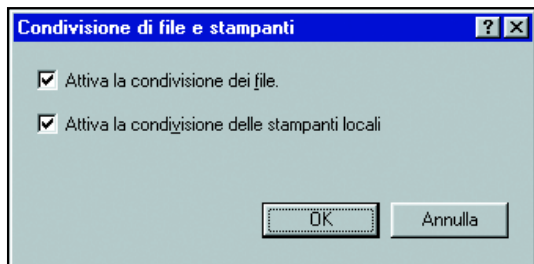 Condivisione di file e stampanti
Attiva la condivisione dei file.
Attiva la condivisione delle stampanti locali
OK
Annulla